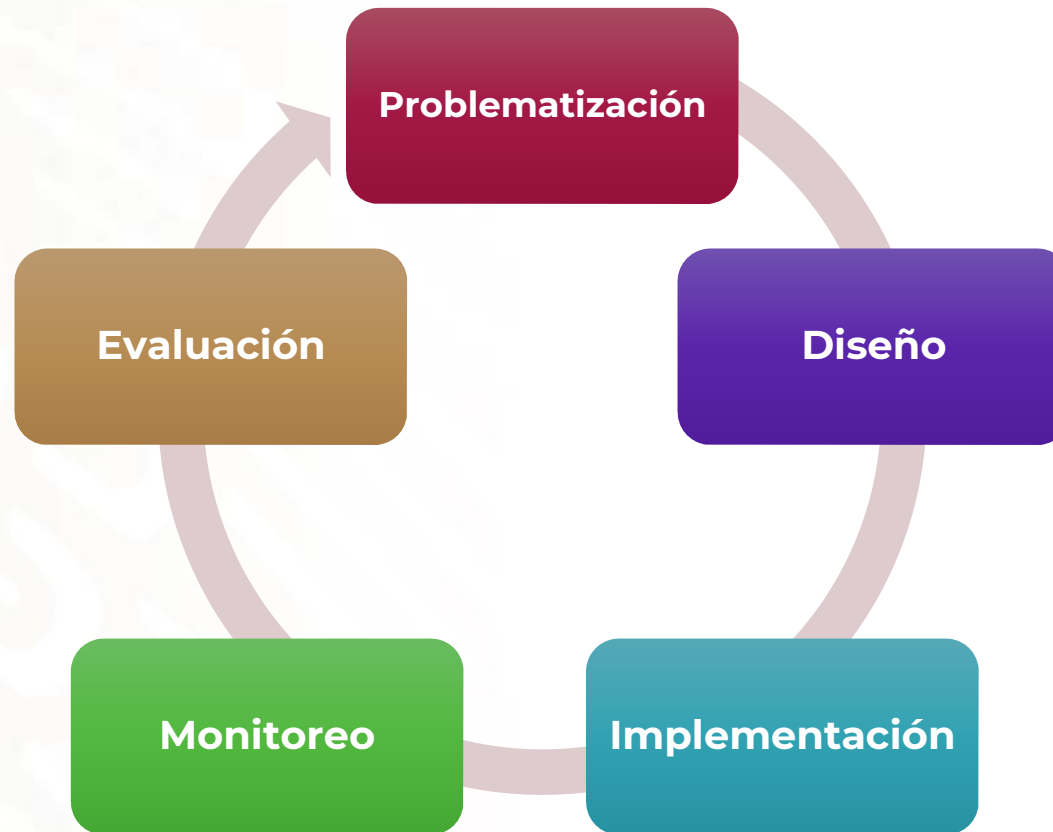 Problematización
Diseño
Implementación
Monitoreo
Evaluación